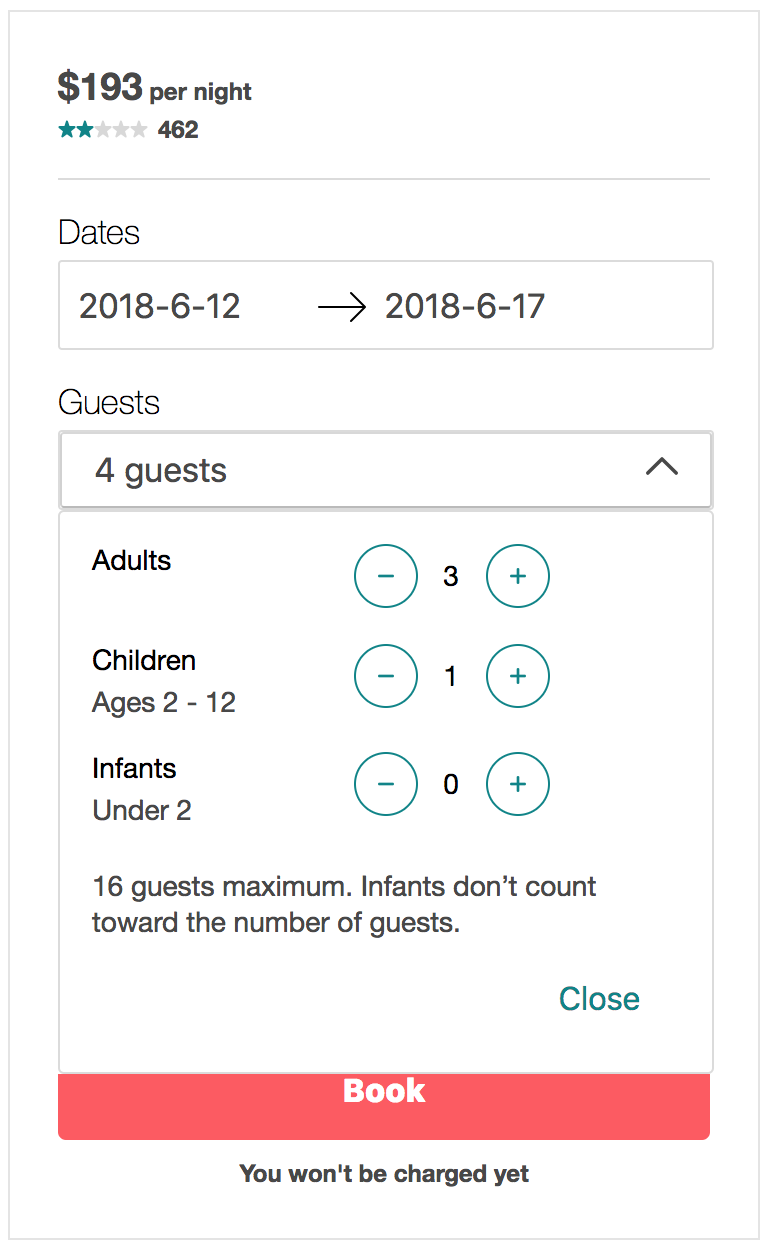 $193 per night
462
Dates
2018-6-12 → 2018-6-17
Guests
4 guests
Adults
− 3 +
Children
Ages 2 - 12
− 1 +
Infants
Under 2
− 0 +
16 guests maximum. Infants don’t count
toward the number of guests.
Close
Book
You won't be charged yet